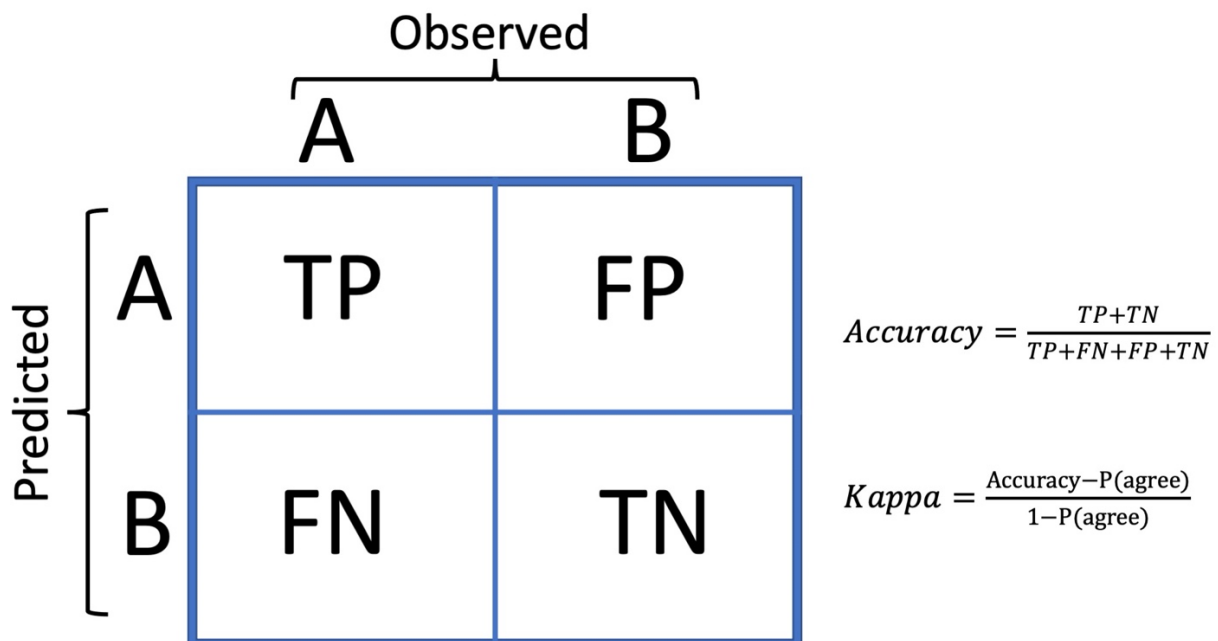 Observed
A B
Predicted
A TP FP
B FN TN
Accuracy = TP+TN / TP+FN+FP+TN
Kappa = Accuracy−P(agree) / 1−P(agree)